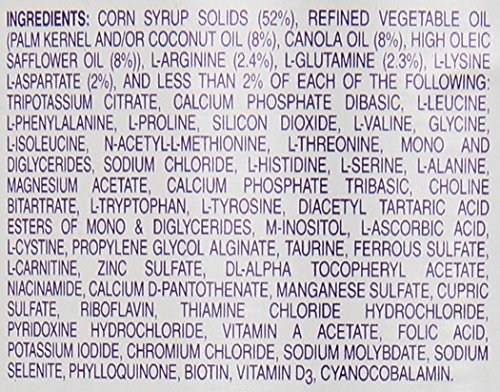 INGREDIENTS: CORN SYRUP SOLIDS (52%), REFINED VEGETABLE OIL
(PALM KERNEL AND/OR COCONUT OIL (8%), CANOLA OIL (8%), HIGH OLEIC
SAFFLOWER OIL (8%)), L-ARGININE (2.4%), L-GLUTAMINE (2.3%), L-LYSINE
L-ASPARTATE (2%), AND LESS THAN 2% OF EACH OF THE FOLLOWING:
TRIPOTASSIUM CITRATE, CALCIUM PHOSPHATE DIBASIC, L-LEUCINE,
L-PHENYLALANINE, L-PROLINE, SILICON DIOXIDE, L-VALINE, GLYCINE,
L-ISOLEUCINE, N-ACETYL-L-METHIONINE, L-THREONINE, MONO AND
DIGLYCERIDES, SODIUM CHLORIDE, L-HISTIDINE, L-SERINE, L-ALANINE,
MAGNESIUM ACETATE, CALCIUM PHOSPHATE TRIBASIC, CHOLINE
BITARTRATE, L-TRYPTOPHAN, L-TYROSINE, DIACETYL TARTARIC ACID
ESTERS OF MONO & DIGLYCERIDES, M-INOSITOL, L-ASCORBIC ACID,
L-CYSTINE, PROPYLENE GLYCOL ALGINATE, TAURINE, FERROUS SULFATE,
L-CARNITINE, ZINC SULFATE, DL-ALPHA TOCOPHERYL ACETATE,
NIACINAMIDE, CALCIUM D-PANTOTHENATE, MANGANESE SULFATE, CUPRIC
SULFATE, RIBOFLAVIN, THIAMINE CHLORIDE HYDROCHLORIDE,
PYRIDOXINE HYDROCHLORIDE, VITAMIN A ACETATE, FOLIC ACID,
POTASSIUM IODIDE, CHROMIUM CHLORIDE, SODIUM MOLYBDATE, SODIUM
SELENITE, PHYLLOQUINONE, BIOTIN, VITAMIN D3, CYANOCOBALAMIN.